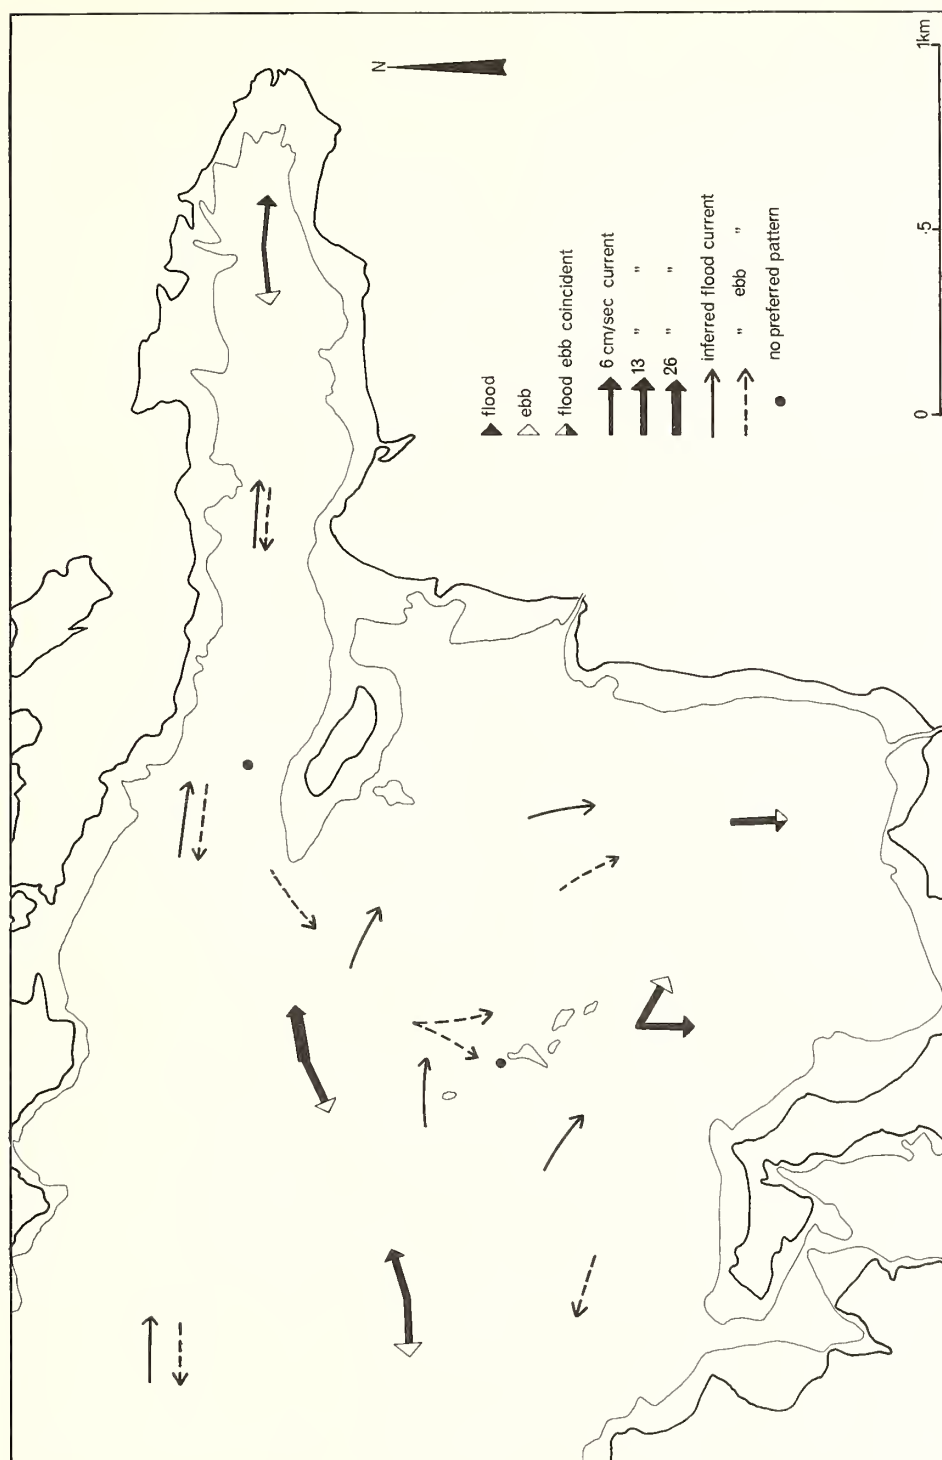 N
flood
ebb
flood ebb coincident
6 cm/sec current
13 " "
26 " "
inferred flood current
" ebb "
no preferred pattern
0 .5 1km